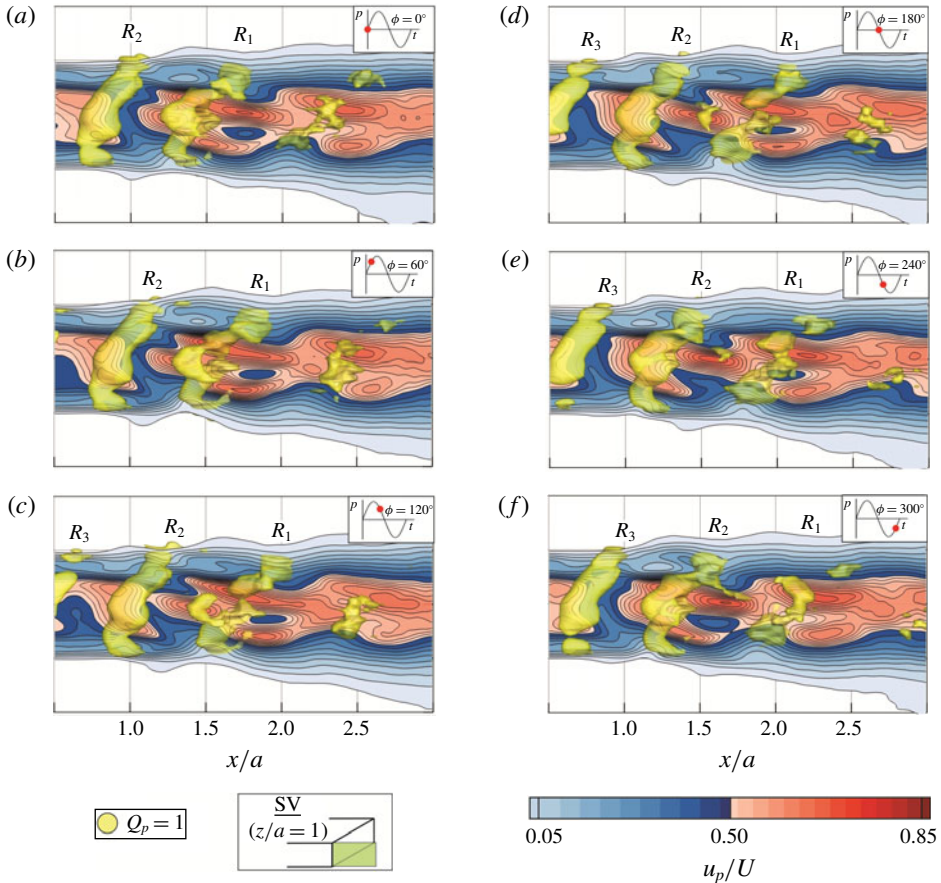 (a) R₂ R₁ p ϕ = 0° t
(d) R₃ R₂ R₁ p ϕ = 180° t
(b) R₂ R₁ p ϕ = 60° t
(e) R₃ R₂ R₁ p ϕ = 240° t
(c) R₃ R₂ R₁ p ϕ = 120° t
(f) R₃ R₂ R₁ p ϕ = 300° t
1.0 1.5 2.0 2.5
x/a
1.0 1.5 2.0 2.5
x/a
Qₚ = 1
SV
(z/a = 1)
0.05 0.50 0.85
uₚ/U